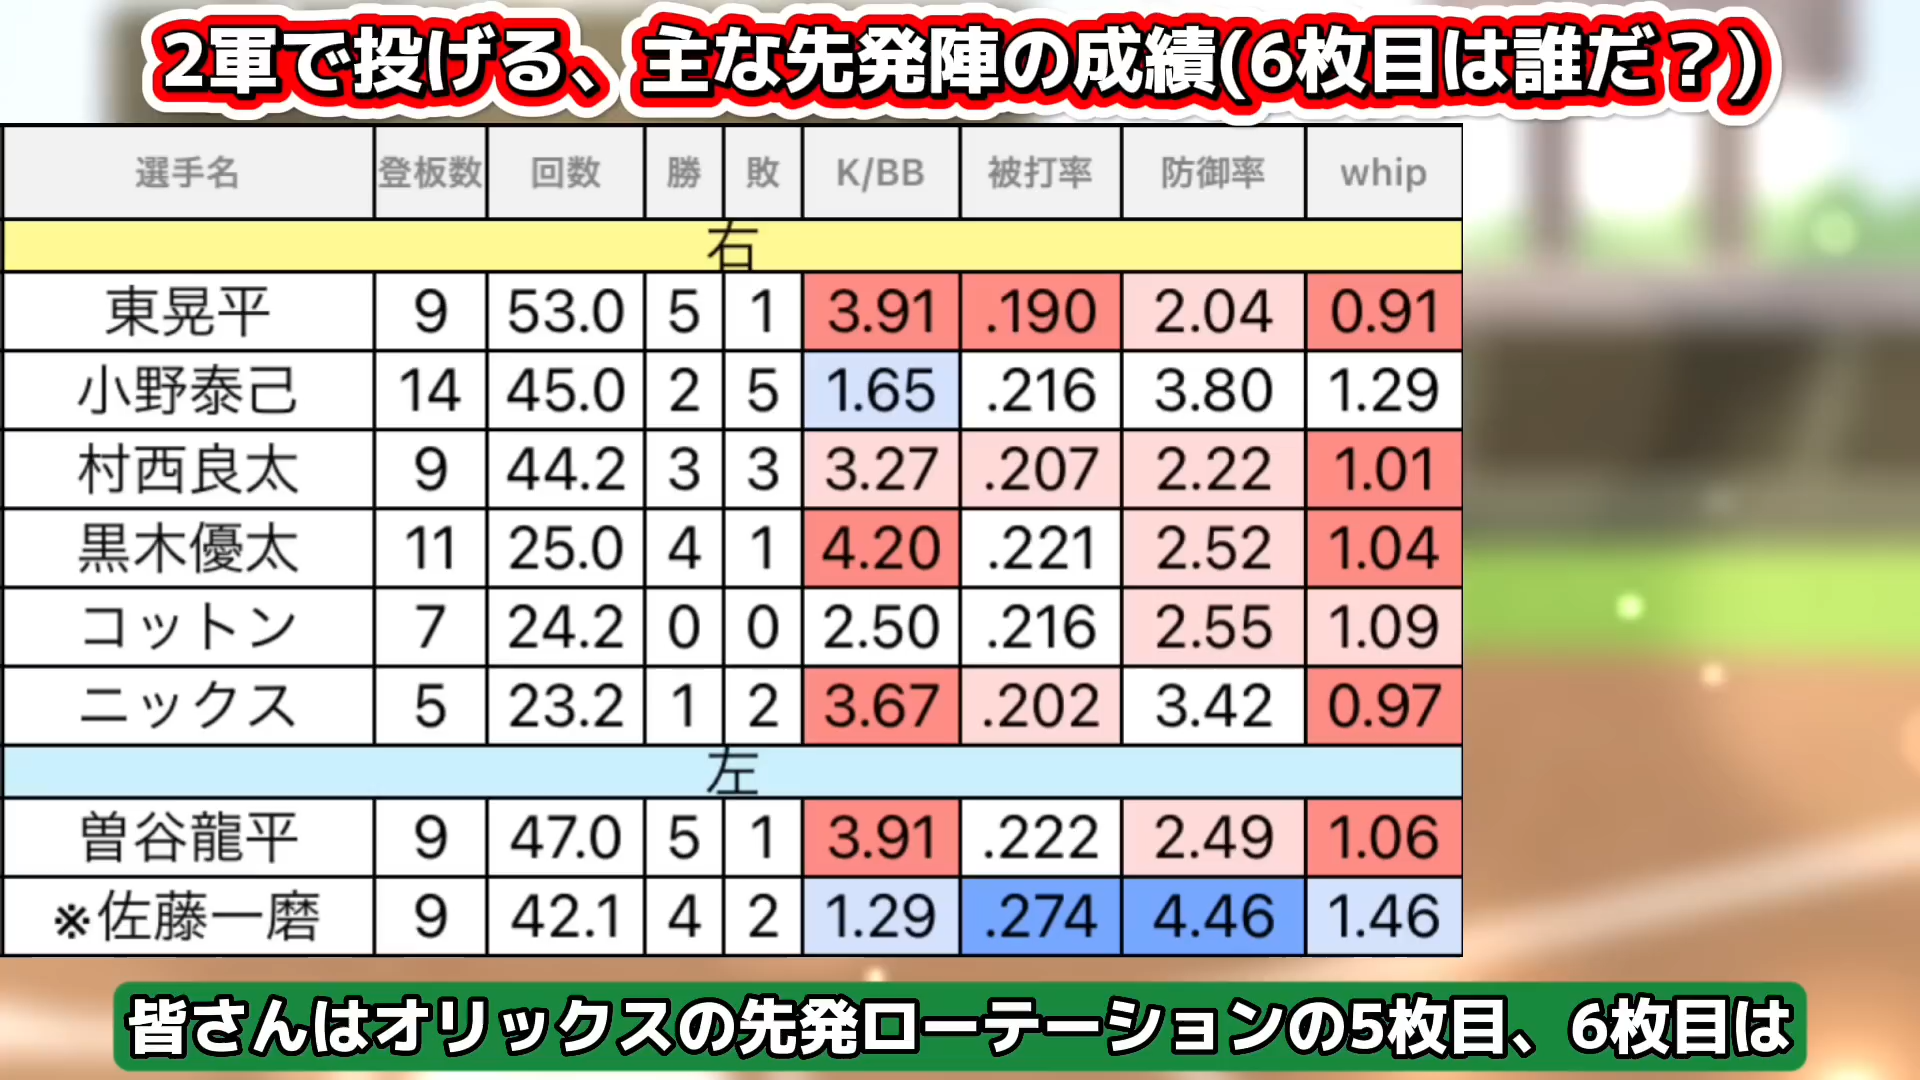 2軍で投げる、主な先発陣の成績(6枚目は誰だ？)
選手名 登板数 回数 勝 敗 K/BB 被打率 防御率 whip
右
東晃平 9 53.0 5 1 3.91 .190 2.04 0.91
小野泰己 14 45.0 2 5 1.65 .216 3.80 1.29
村西良太 9 44.2 3 3 3.27 .207 2.22 1.01
黒木優太 11 25.0 4 1 4.20 .221 2.52 1.04
コットン 7 24.2 0 0 2.50 .216 2.55 1.09
ニックス 5 23.2 1 2 3.67 .202 3.42 0.97
左
曽谷龍平 9 47.0 5 1 3.91 .222 2.49 1.06
※佐藤一磨 9 42.1 4 2 1.29 .274 4.46 1.46
皆さんはオリックスの先発ローテーションの5枚目、6枚目は